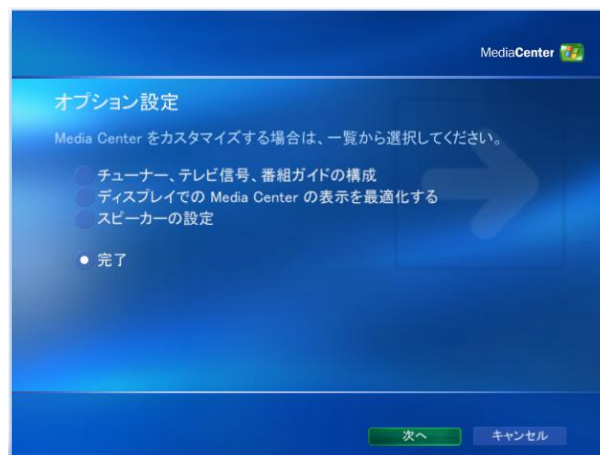 MediaCenter
オプション設定
Media Center をカスタマイズする場合は、一覧から選択してください。
チューナー、テレビ信号、番組ガイドの構成
ディスプレイでの Media Center の表示を最適化する
スピーカーの設定
完了
次へ
キャンセル